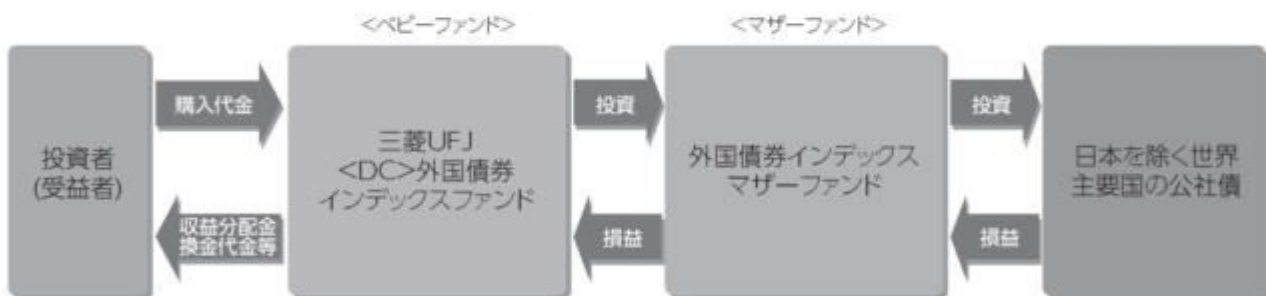 <ベビーファンド>
<マザーファンド>
投資者
(受益者)
購入代金
収益分配金
換金代金等
三菱UFJ
<DC>外国債券
インデックスファンド
投資
損益
外国債券インデックス
マザーファンド
投資
損益
日本を除く世界
主要国の公社債